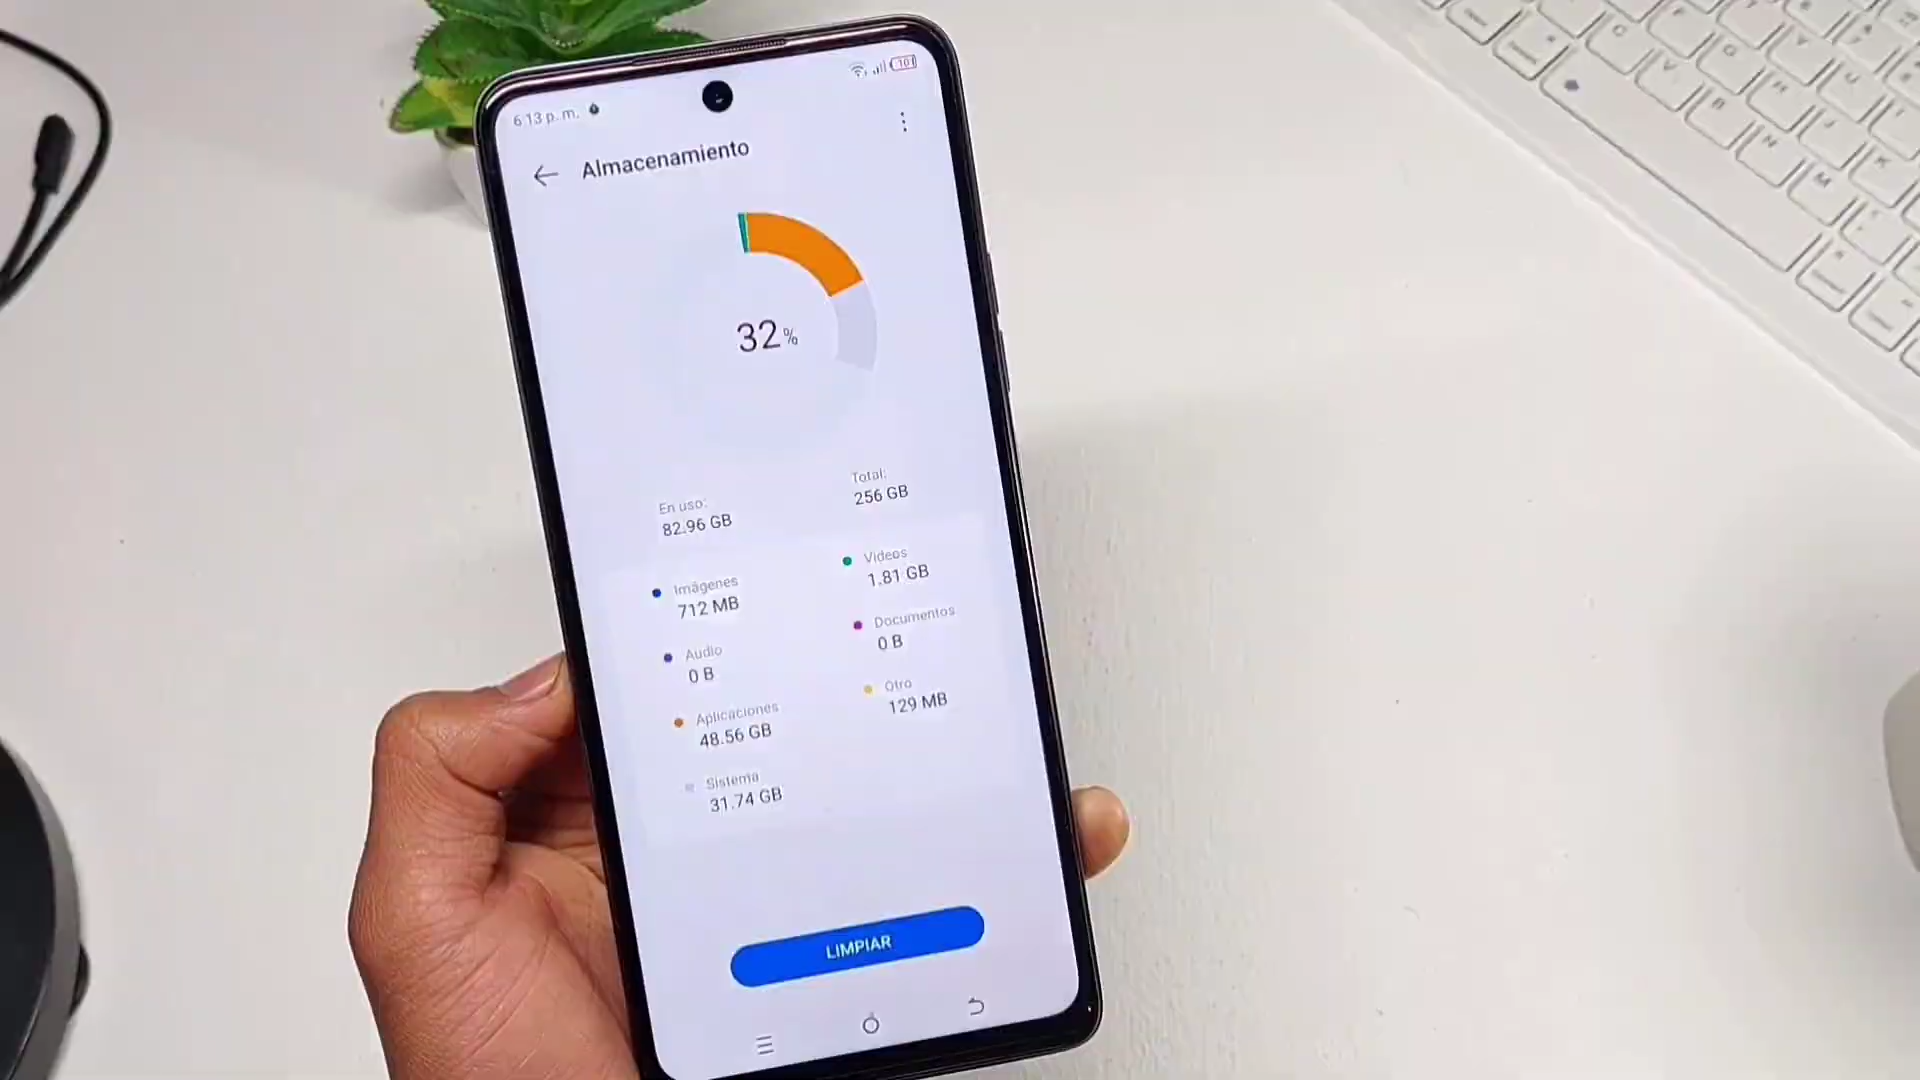 6:13 p. m.
10
Almacenamiento
32%
En uso:
82.96 GB
Total:
256 GB
Imágenes
712 MB
Videos
1.81 GB
Audio
0 B
Documentos
0 B
Aplicaciones
48.56 GB
Otro
129 MB
Sistema
31.74 GB
LIMPIAR